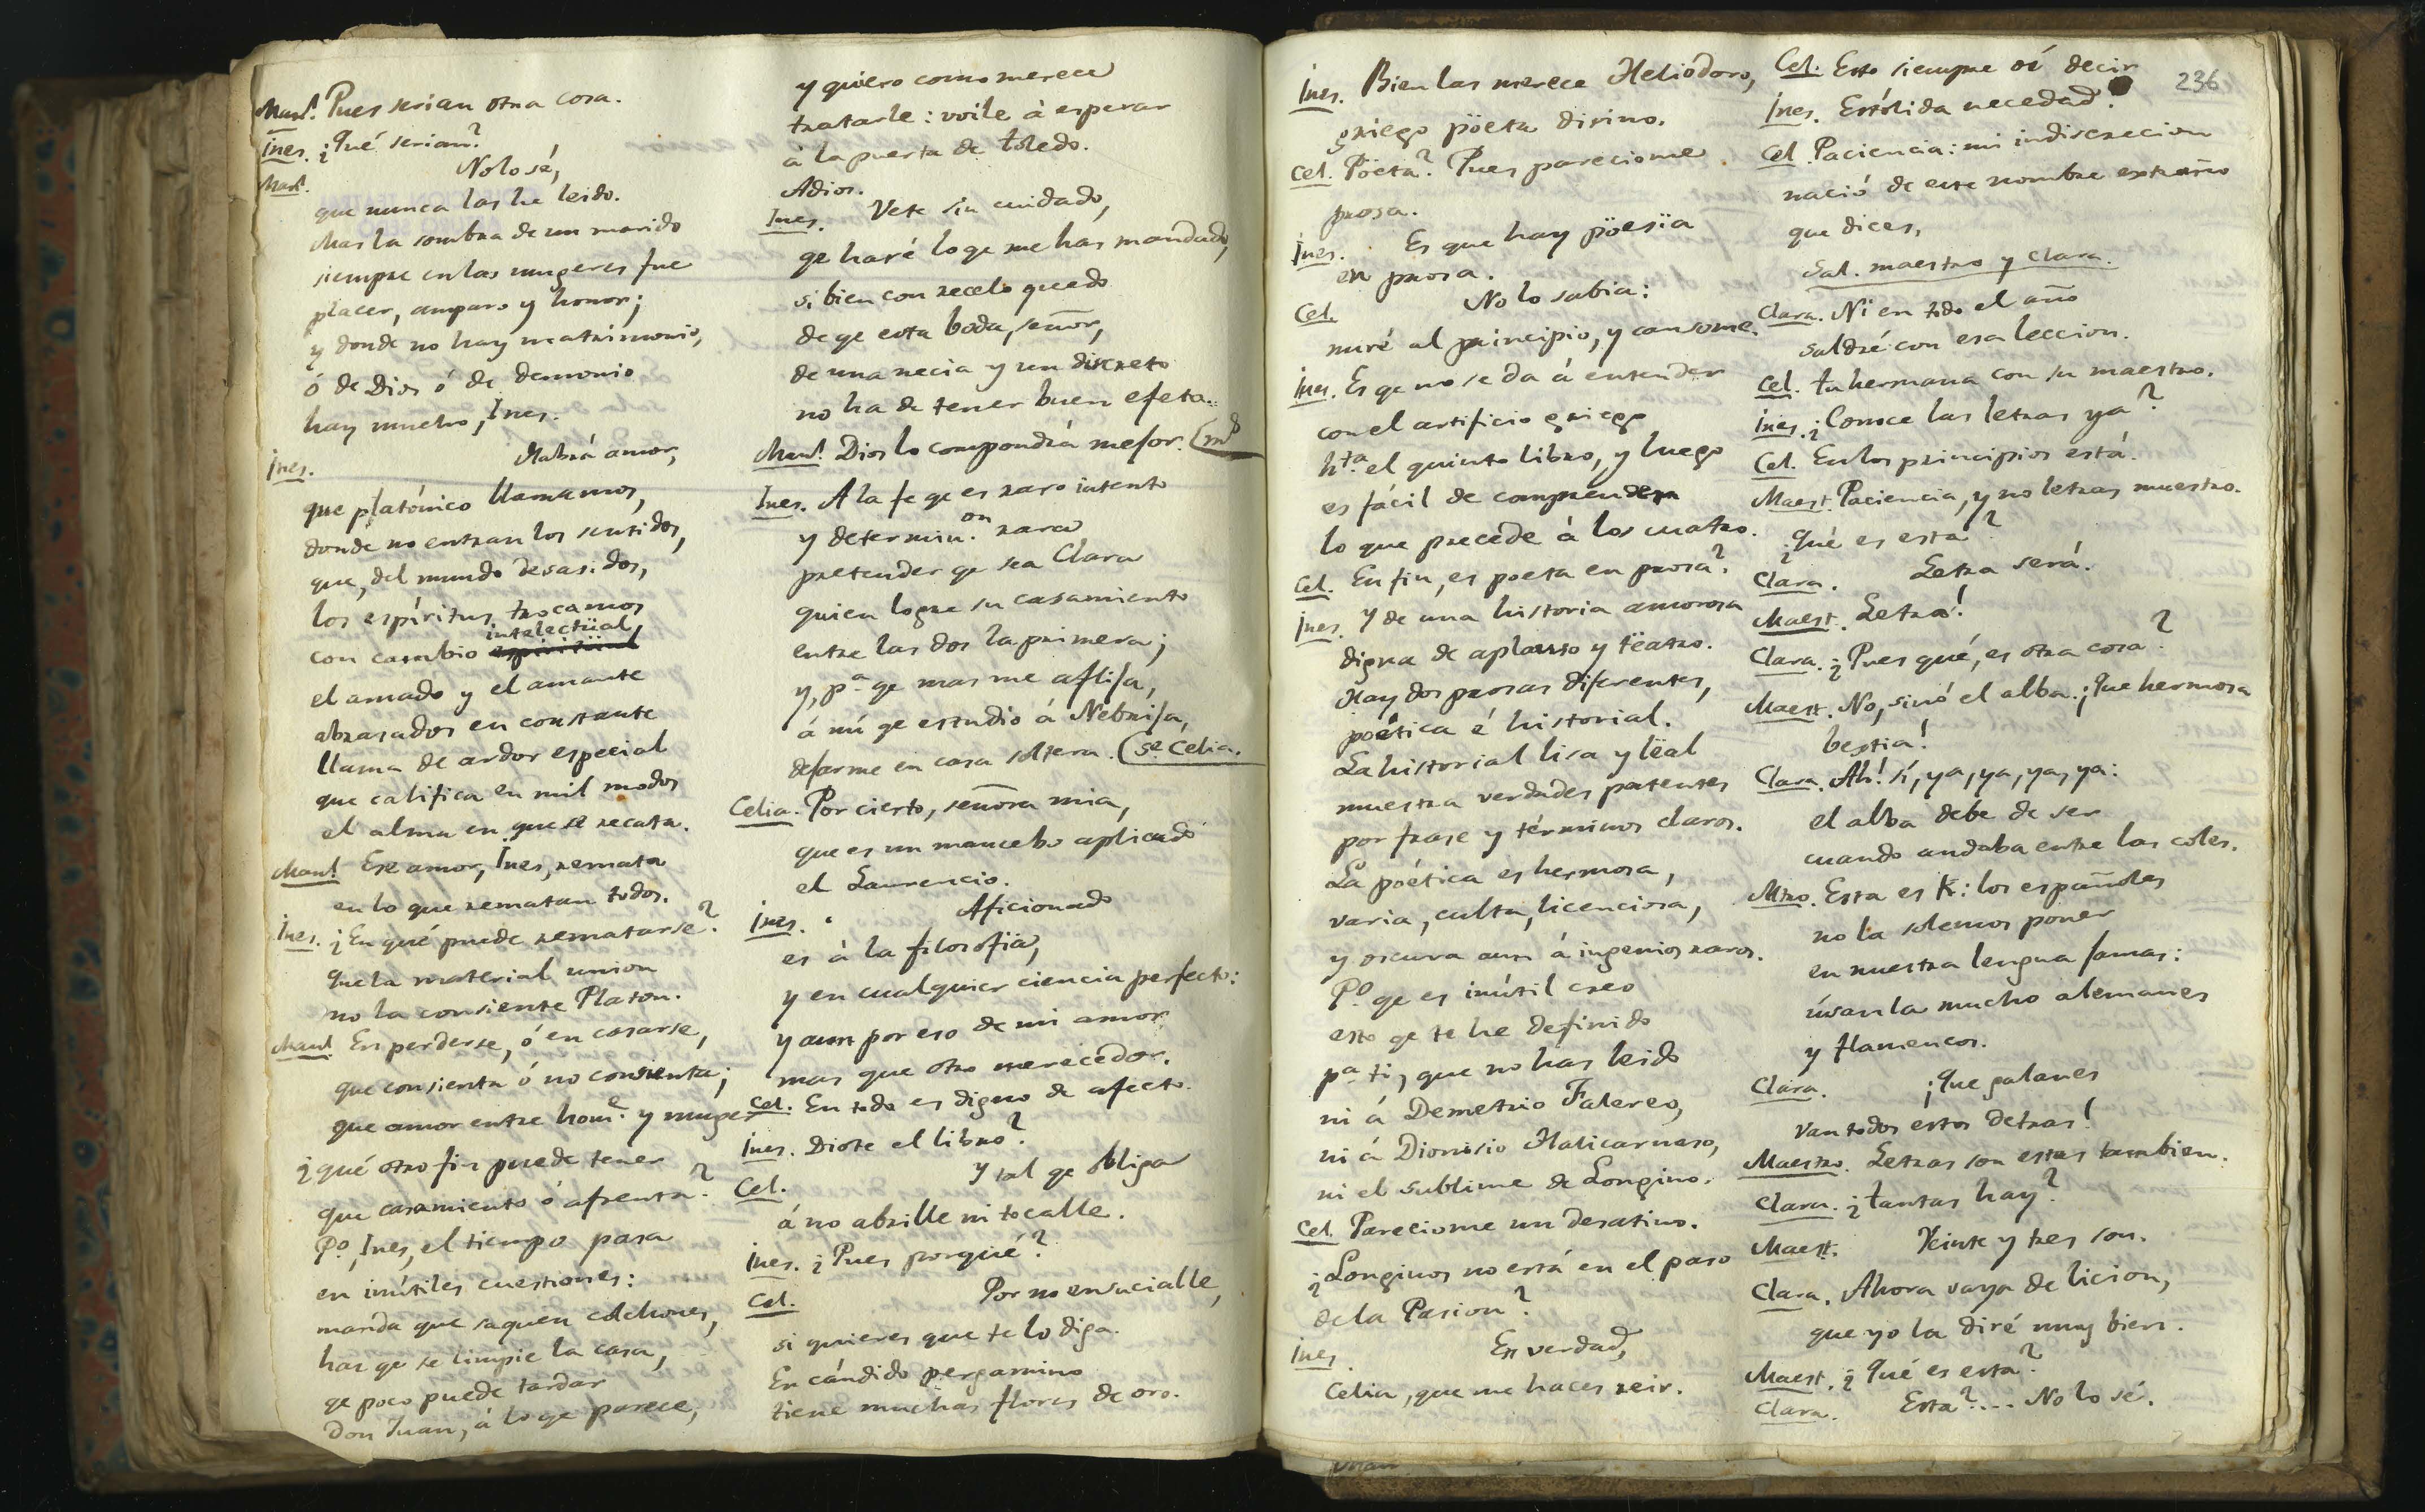 Man.l Pues serian otra cosa.
Ines. ¿Qué serian?
Man.l No lo sé,
que nunca las he leido.
Mas la sombra de un marido
siempre en las mugeres fue
placer, amparo y honor;
y donde no hay matrimonio,
ó de Dios ó de demonio
hay mucho, Ines.
Ines. Habrá amor,
que platónico llamamos,
donde no entran los sentidos,
que, del mundo desasidos,
los espíritus trocamos
intelectüal,
con cambio espiritüal
el amado y el amante
abrasados en constante
llama de ardor especial
que califica en mil modos
el alma en que se recata.
Man.l Ese amor, Ines, remata
en lo que rematan todos.
Ines. ¿En qué puede rematarse?
Que la material union
no la consiente Platon.
Man.l En perderse, ó en casarse,
que consienta ó no consienta;
que amor entre hom.e y muger
¿qué otro fin puede tener
que casamiento ó afrenta?
P.o, Ines, el tiempo pasa
en inútiles cuestiones:
manda que saquen colchones,
haz qe se limpie la casa,
qe poco puede tardar
Don Juan, á lo qe parece,
y quiero como merece
tratarle: voile á esperar
á la puerta de Toledo.
Adios.
Ines. Vete sin cuidado,
qe haré lo qe me has mandado,
si bien con recelo quedo
de qe esta boda, señor,
de una necia y un discreto
no ha de tener buen efeto.
Man.l Dios lo compondrá mejor. (m.o
Ines. A la fe qe es raro intento
y determin.on rara
pretender qe sea Clara
quien logre su casamiento
entre las dos la primera;
y, p.a qe mas me aflija,
á mí qe estudio á Nebrija,
dejarme en casa soltera. (S.e Celia.
Celia. Por cierto, señora mia,
que es un mancebo aplicado
el Laurencio.
Ines. Aficionado
es á la filosofía,
y en cualquier ciencia perfecto:
y aun por eso de mi amor
mas que otro merecedor.
Cel. En todo es digno de afecto.
Ines. Diote el libro?
Cel. Y tal qe obliga
á no abrille ni tocalle.
Ines. ¿Pues porqué?
Cel. Por no ensucialle,
si quieres que te lo diga.
En cándido pergamino
tiene muchas flores de oro.
236
Ines. Bien las merece Heliodoro,
griego pöeta divino.
Cel. Pöeta? Pues pareciome
prosa.
Ines. Es que hay pöesïa
en prosa.
Cel. No lo sabia:
miré al principio, y cansome.
Ines. Es qe no se da á entender
con el artificio griego
h.ta el quinto libro, y luego
es fácil de comprender
lo que precede á los cuatro.
Cel. En fin, es poeta en prosa?
Ines. Y de una historia amorosa
digna de aplauso y tëatro.
Hay dos prosas diferentes,
poëtica é historial.
La historial lisa y lëal
muestra verdades patentes
por frase y términos claros.
La poética es hermosa,
varia, culta, licenciosa,
y oscura aun á ingenios raros.
P.o qe es inútil creo
esto qe te he definido
p.a ti, que no has leido
ni á Demetrio Falereo,
ni á Dionisio Halicarnaso,
ni el sublime de Longino.
Cel. Pareciome un desatino.
¿Longinos no está en el paso
de la Pasion?
Ines. En verdad,
Celia, que me haces reir.
Cel. Esto siempre oí decir
Ines. Estólida necedad!
Cel. Paciencia: mi indiscrecion
nació de este nombre extraño
que dices,
Sal. maestro y Clara.
Clara. Ni en todo el año
saldré con esa leccion.
Cel. Tu hermana con su maestro.
Ines. ¿Conoce las letras ya?
Cel. En los principios está.
Maest. Paciencia, y no letras muestro.
¿Qué es esta?
Clara. Letra será.
Maest. Letra!
Clara. ¿Pues qué, es otra cosa?
Maest. No, sinó el alba. ¡Que hermosa
bestia!
Clara. Ah! sí, ya, ya, ya, ya:
el alba debe de ser
cuando andaba entre las coles.
Mtro. Esta es K: los españoles
no la solemos poner
en nuestra lengua jamas:
úsanla mucho alemanes
y flamencos.
Clara. ¡Que galanes
van todos estos detras!
Maestro. Letras son estas tambien.
Clara. ¿Tantas hay?
Maest. Veinte y tres son.
Clara. Ahora vaya de licion,
que yo la diré muy bien.
Maest. ¿Qué es esta?
Clara. Esta?.... No lo sé.